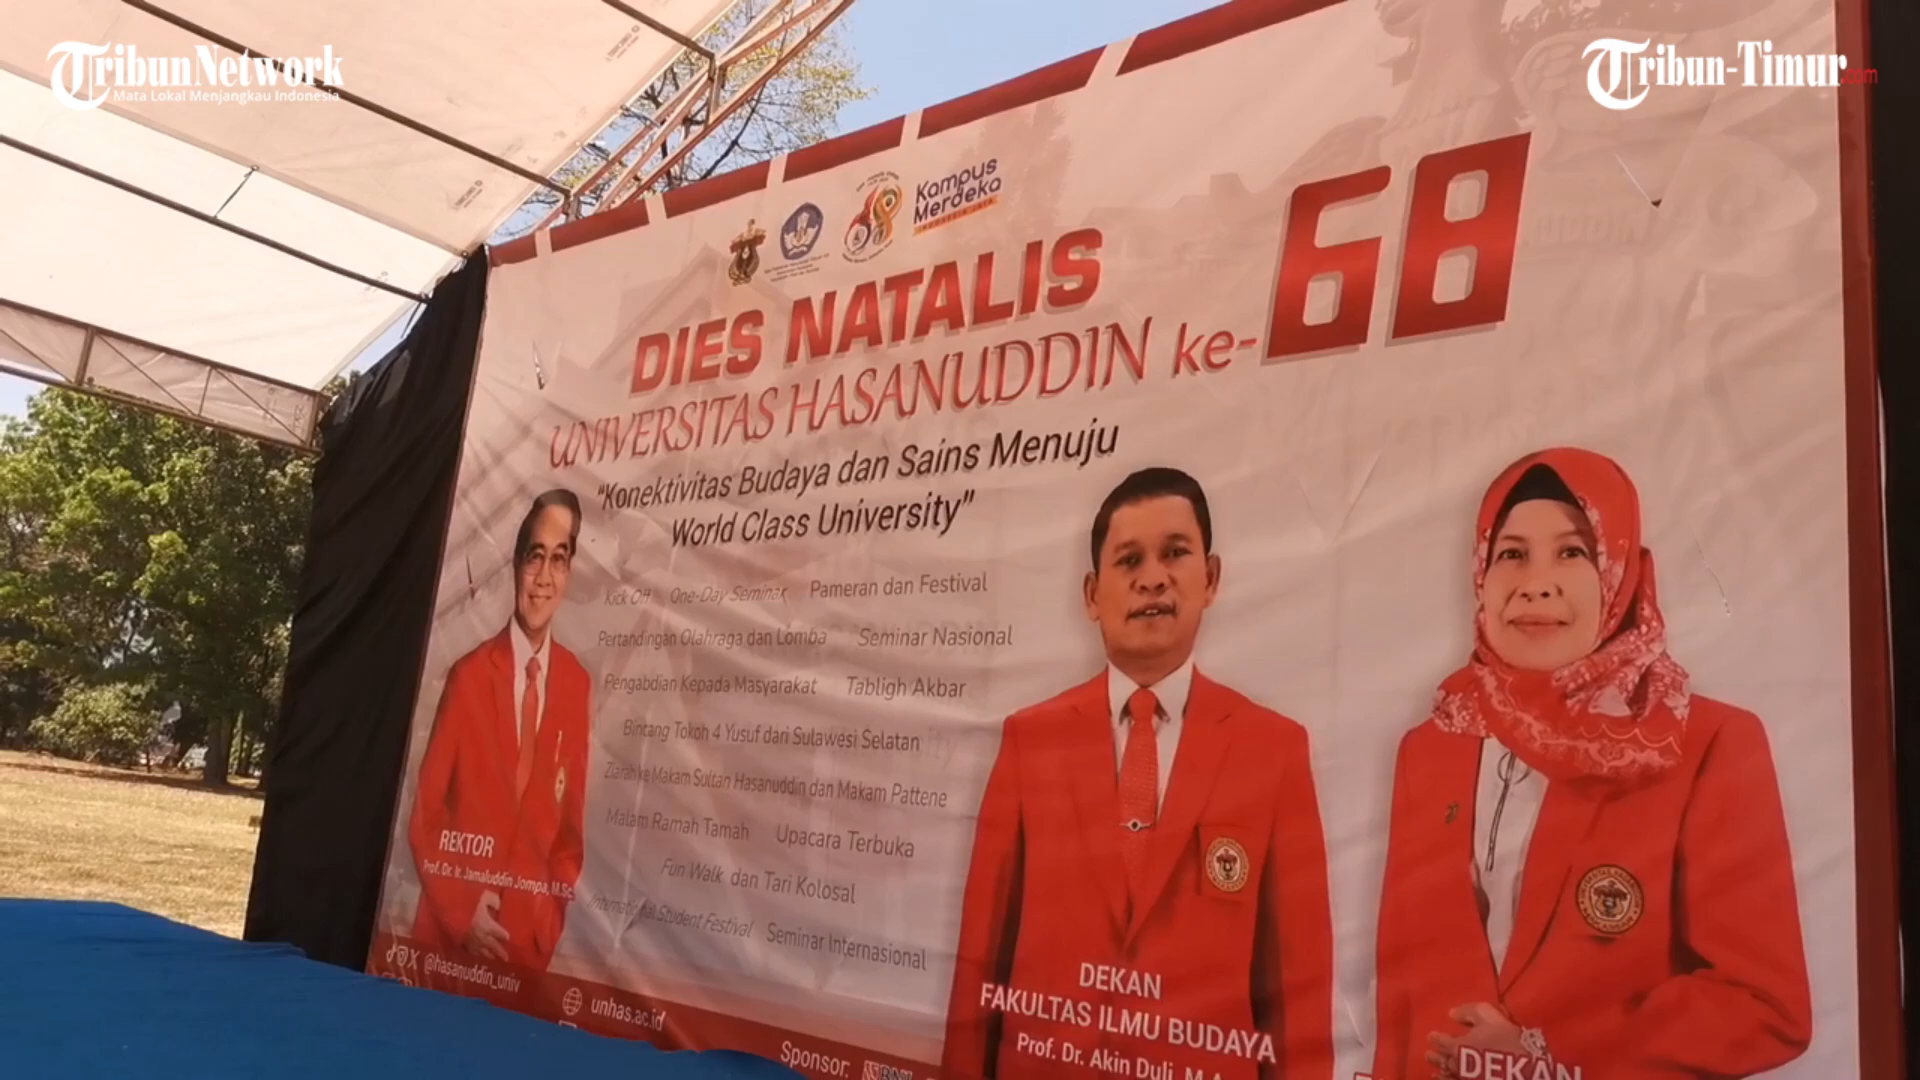 TribunNetwork
Mata Lokal Menjangkau Indonesia
Tribun-Timur.com
Kampus
Merdeka
INDONESIA JAYA
DIES NATALIS
UNIVERSITAS HASANUDDIN ke-68
"Konektivitas Budaya dan Sains Menuju
World Class University"
Kick Off One-Day Seminar Pameran dan Festival
Pertandingan Olahraga dan Lomba Seminar Nasional
Pengabdian Kepada Masyarakat Tabligh Akbar
Bincang Tokoh 4 Yusuf dari Sulawesi Selatan
Ziarah ke Makam Sultan Hasanuddin dan Makam Pattene
Malam Ramah Tamah Upacara Terbuka
Fun Walk dan Tari Kolosal
International Student Festival Seminar Internasional
REKTOR
Prof. Dr. Ir. Jamaluddin Jompa, M.Sc
@hasanuddin_univ
unhas.ac.id
Sponsor:
BNI
DEKAN
FAKULTAS ILMU BUDAYA
Prof. Dr. Akin Duli, M.A
DEKAN